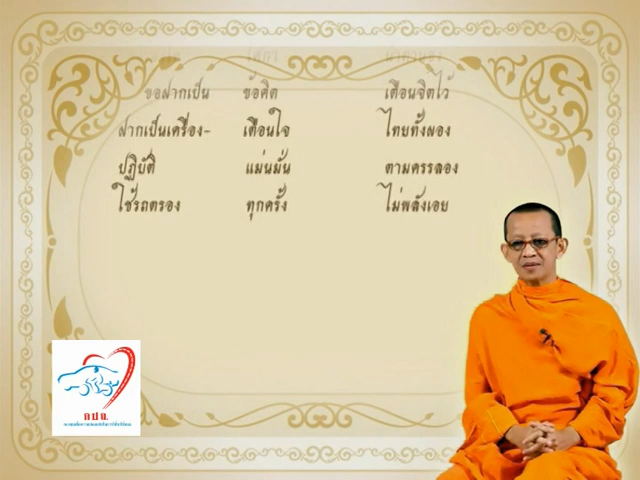 ขอฝากเป็น ข้อคิด เตือนจิตไว้
ฝากเป็นเครื่อง- เตือนใจ ไทยทั้งผอง
ปฏิบัติ แม่นมั่น ตามครรลอง
ใช้รถตรอง ทุกครั้ง ไม่พลั้งเอย
กปถ.